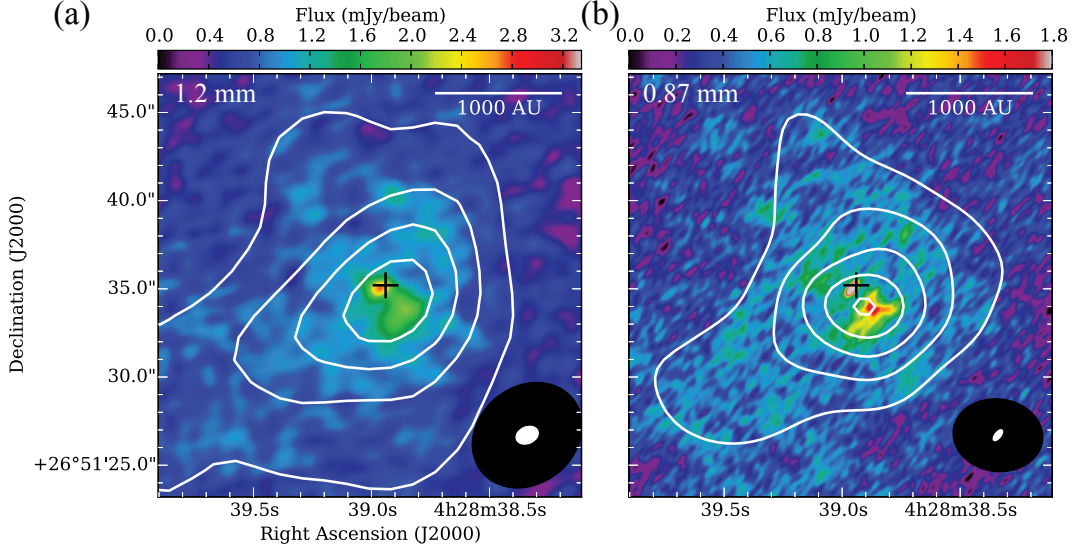 (a)
Flux (mJy/beam)
0.0 0.4 0.8 1.2 1.6 2.0 2.4 2.8 3.2
1.2 mm
1000 AU
45.0"
40.0"
35.0"
30.0"
+26°51'25.0"
Declination (J2000)
39.5s 39.0s 4h28m38.5s
Right Ascension (J2000)
(b)
Flux (mJy/beam)
0.0 0.2 0.4 0.6 0.8 1.0 1.2 1.4 1.6 1.8
0.87 mm
1000 AU
39.5s 39.0s 4h28m38.5s